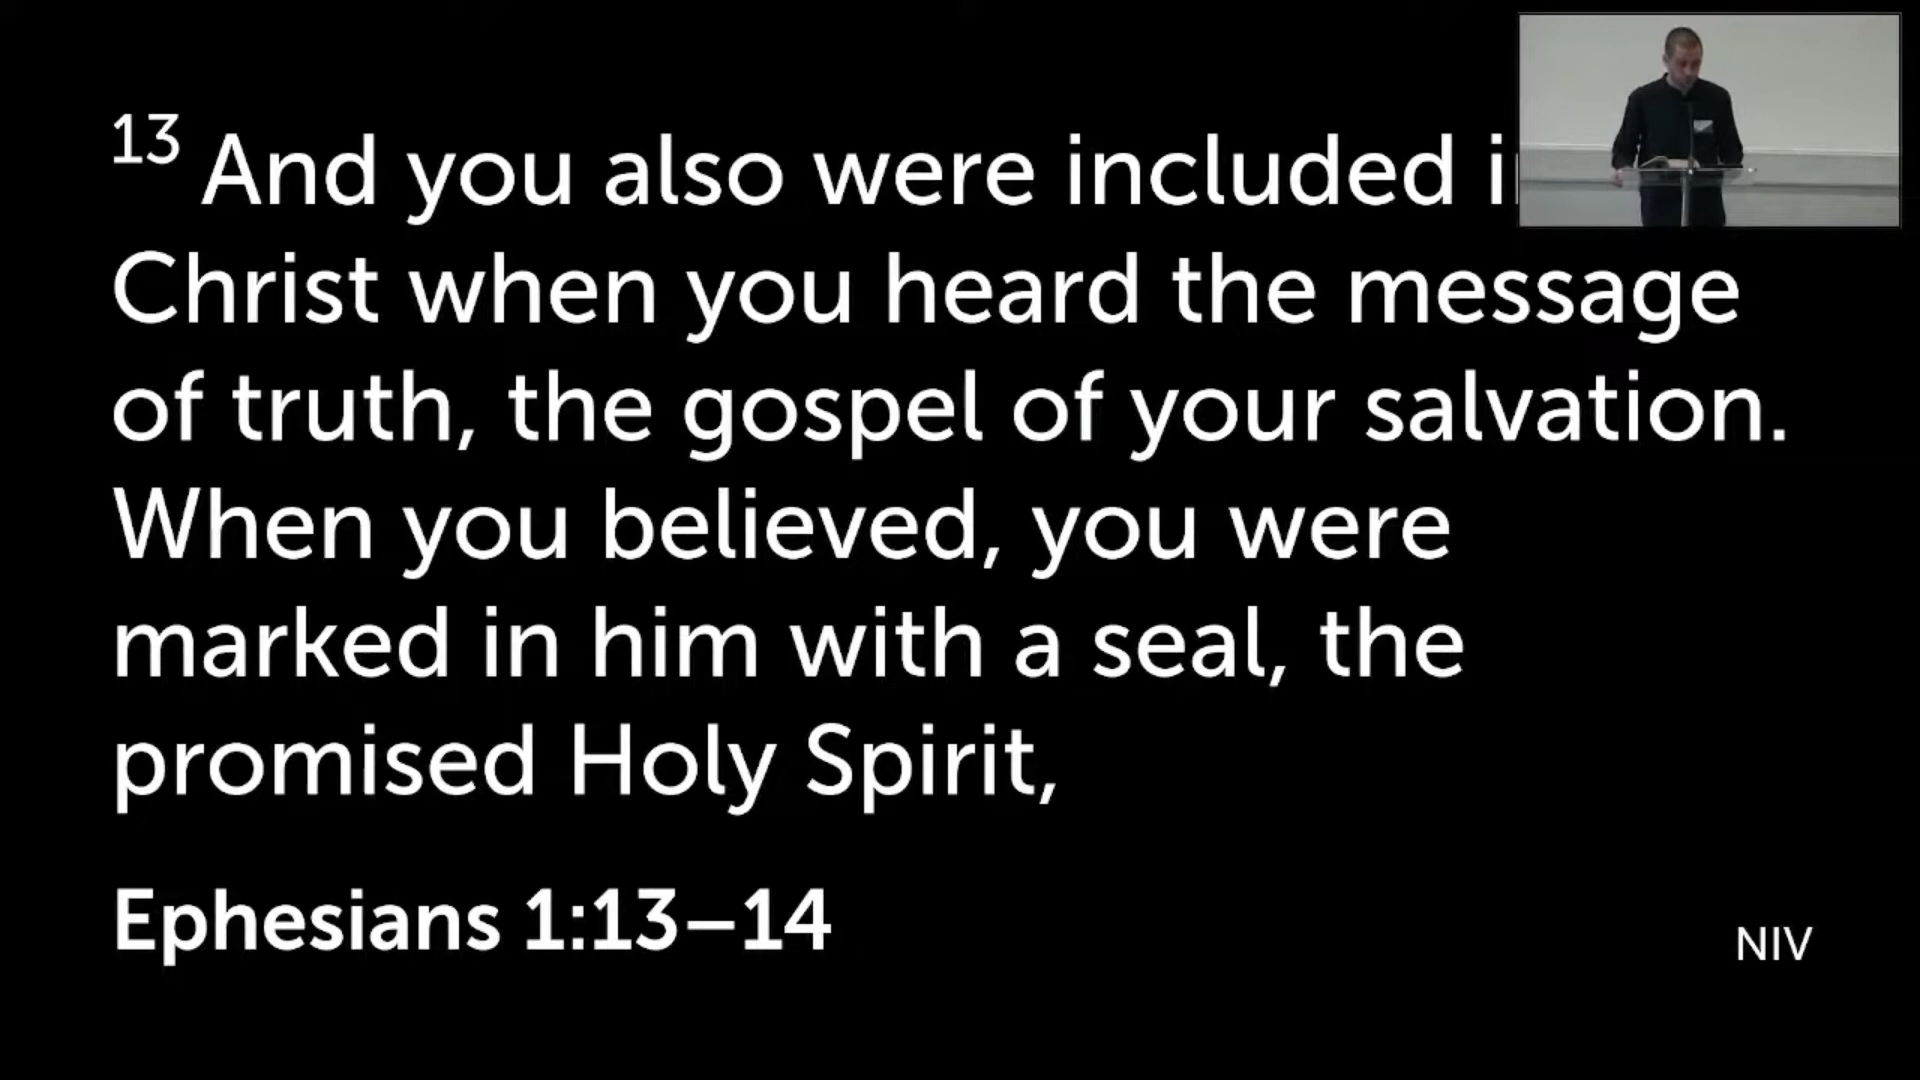 13 And you also were included
Christ when you heard the message
of truth, the gospel of your salvation.
When you believed, you were
marked in him with a seal, the
promised Holy Spirit,
Ephesians 1:13–14
NIV